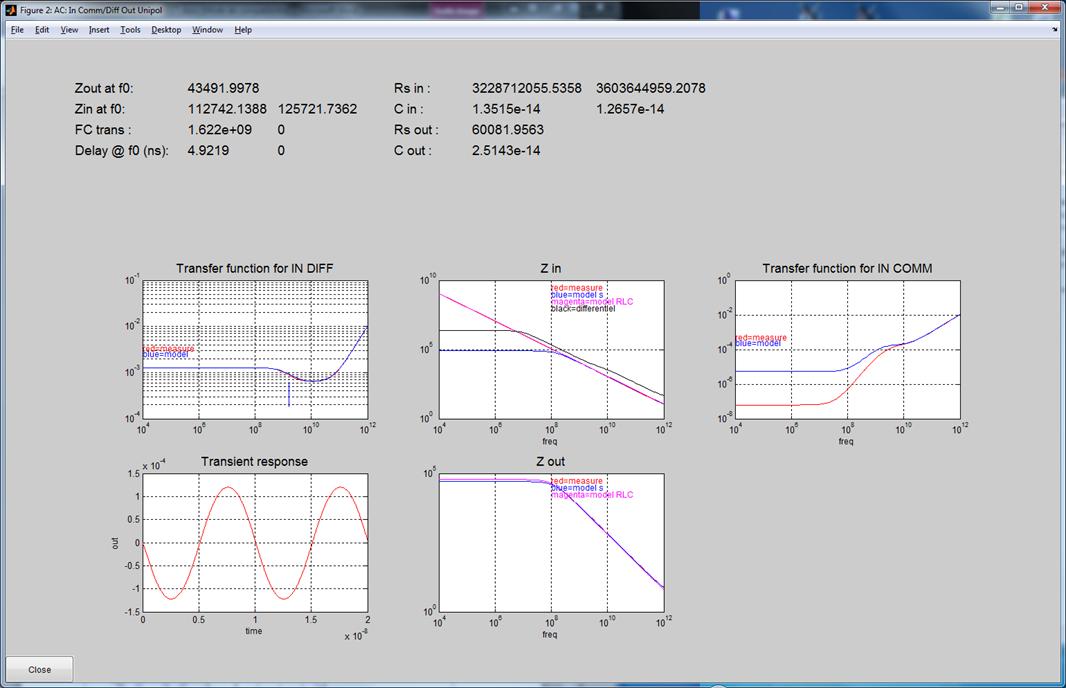 Figure 2: AC: In Comm/Diff Out Unipol
File Edit View Insert Tools Desktop Window Help
Zout at f0: 43491.9978 Rs in : 3228712055.5358 3603644959.2078
Zin at f0: 112742.1388 125721.7362 C in : 1.3515e-14 1.2657e-14
FC trans : 1.622e+09 0 Rs out : 60081.9563
Delay @ f0 (ns): 4.9219 0 C out : 2.5143e-14
Transfer function for IN DIFF
10^-1
10^-2
10^-3
10^-4
red=measure
blue=model
10^4 10^6 10^8 10^10 10^12
Z in
10^10
10^5
10^0
red=measure
blue=model s
magenta=model RLC
black=differentiel
10^4 10^6 10^8 10^10 10^12
freq
Transfer function for IN COMM
10^0
10^-2
10^-4
10^-6
10^-8
red=measure
blue=model
10^4 10^6 10^8 10^10 10^12
freq
Transient response
x 10^-4
1.5
1
0.5
0
-0.5
-1
-1.5
out
0 0.5 1 1.5 2
time
x 10^-8
Z out
10^5
10^0
red=measure
blue=model s
magenta=model RLC
10^4 10^6 10^8 10^10 10^12
freq
Close